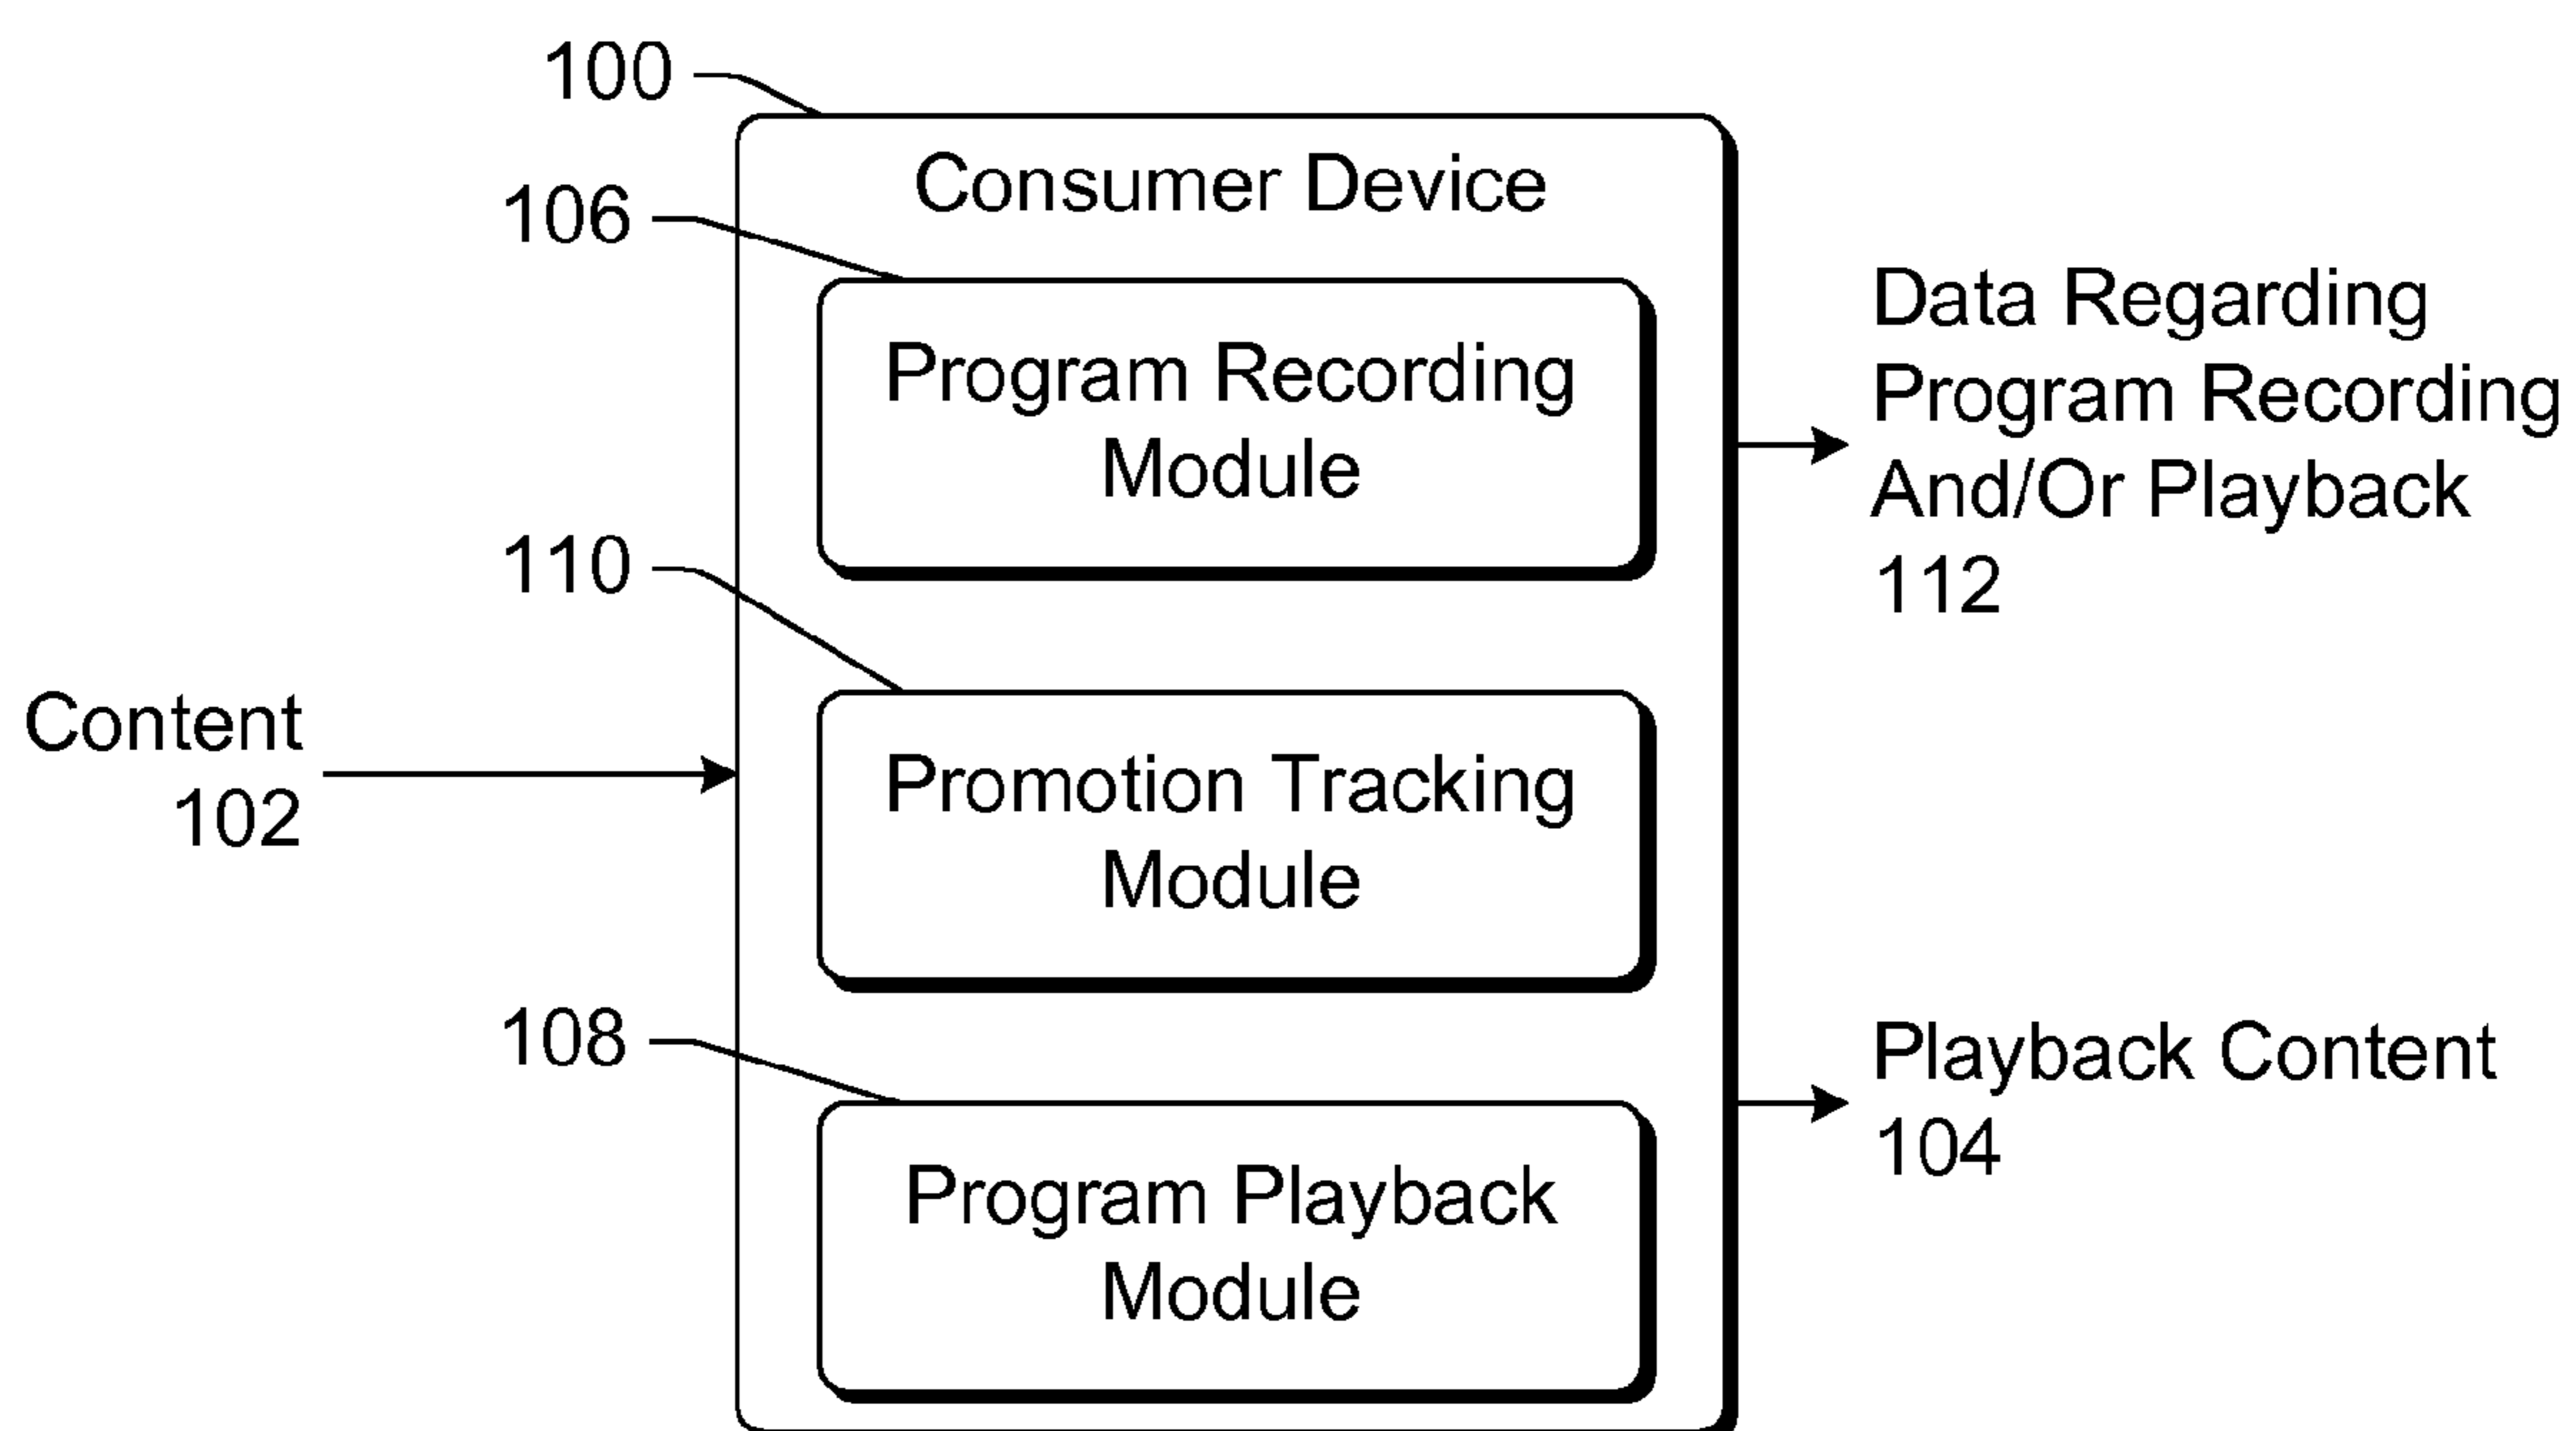 100
Consumer Device
106
Program Recording
Module
Data Regarding
Program Recording
And/Or Playback
112
110
Content
102
Promotion Tracking
Module
108
Program Playback
Module
Playback Content
104